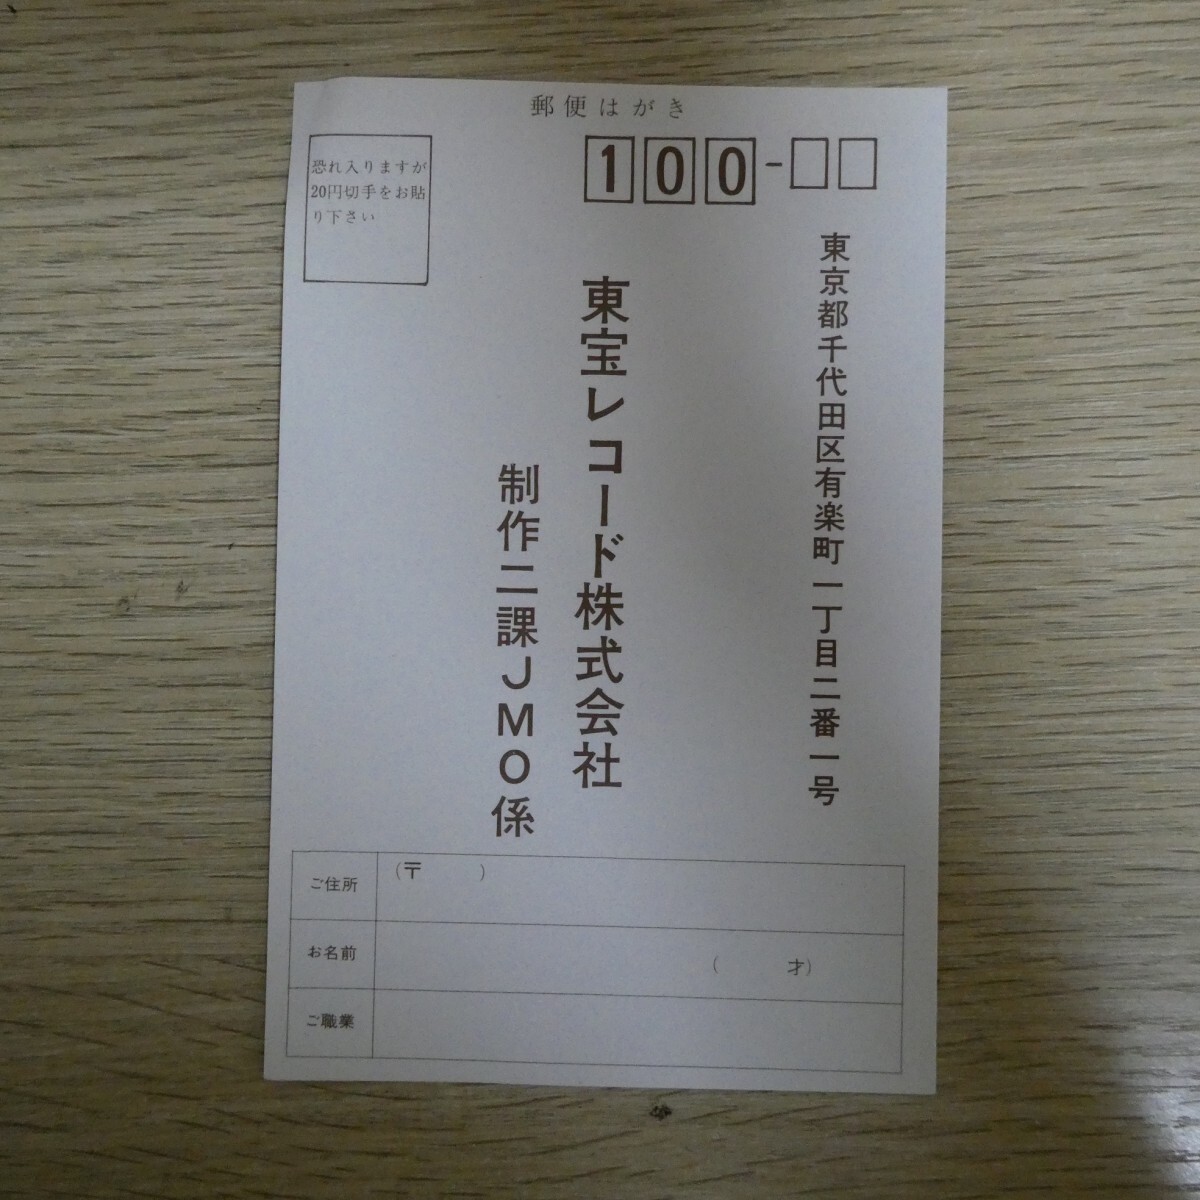 郵便はがき
恐れ入りますが
20円切手をお貼
り下さい
100-
東京都千代田区有楽町一丁目二番一号
東宝レコード株式会社
制作二課JMO係
ご住所
(〒 )
お名前
( 才)
ご職業